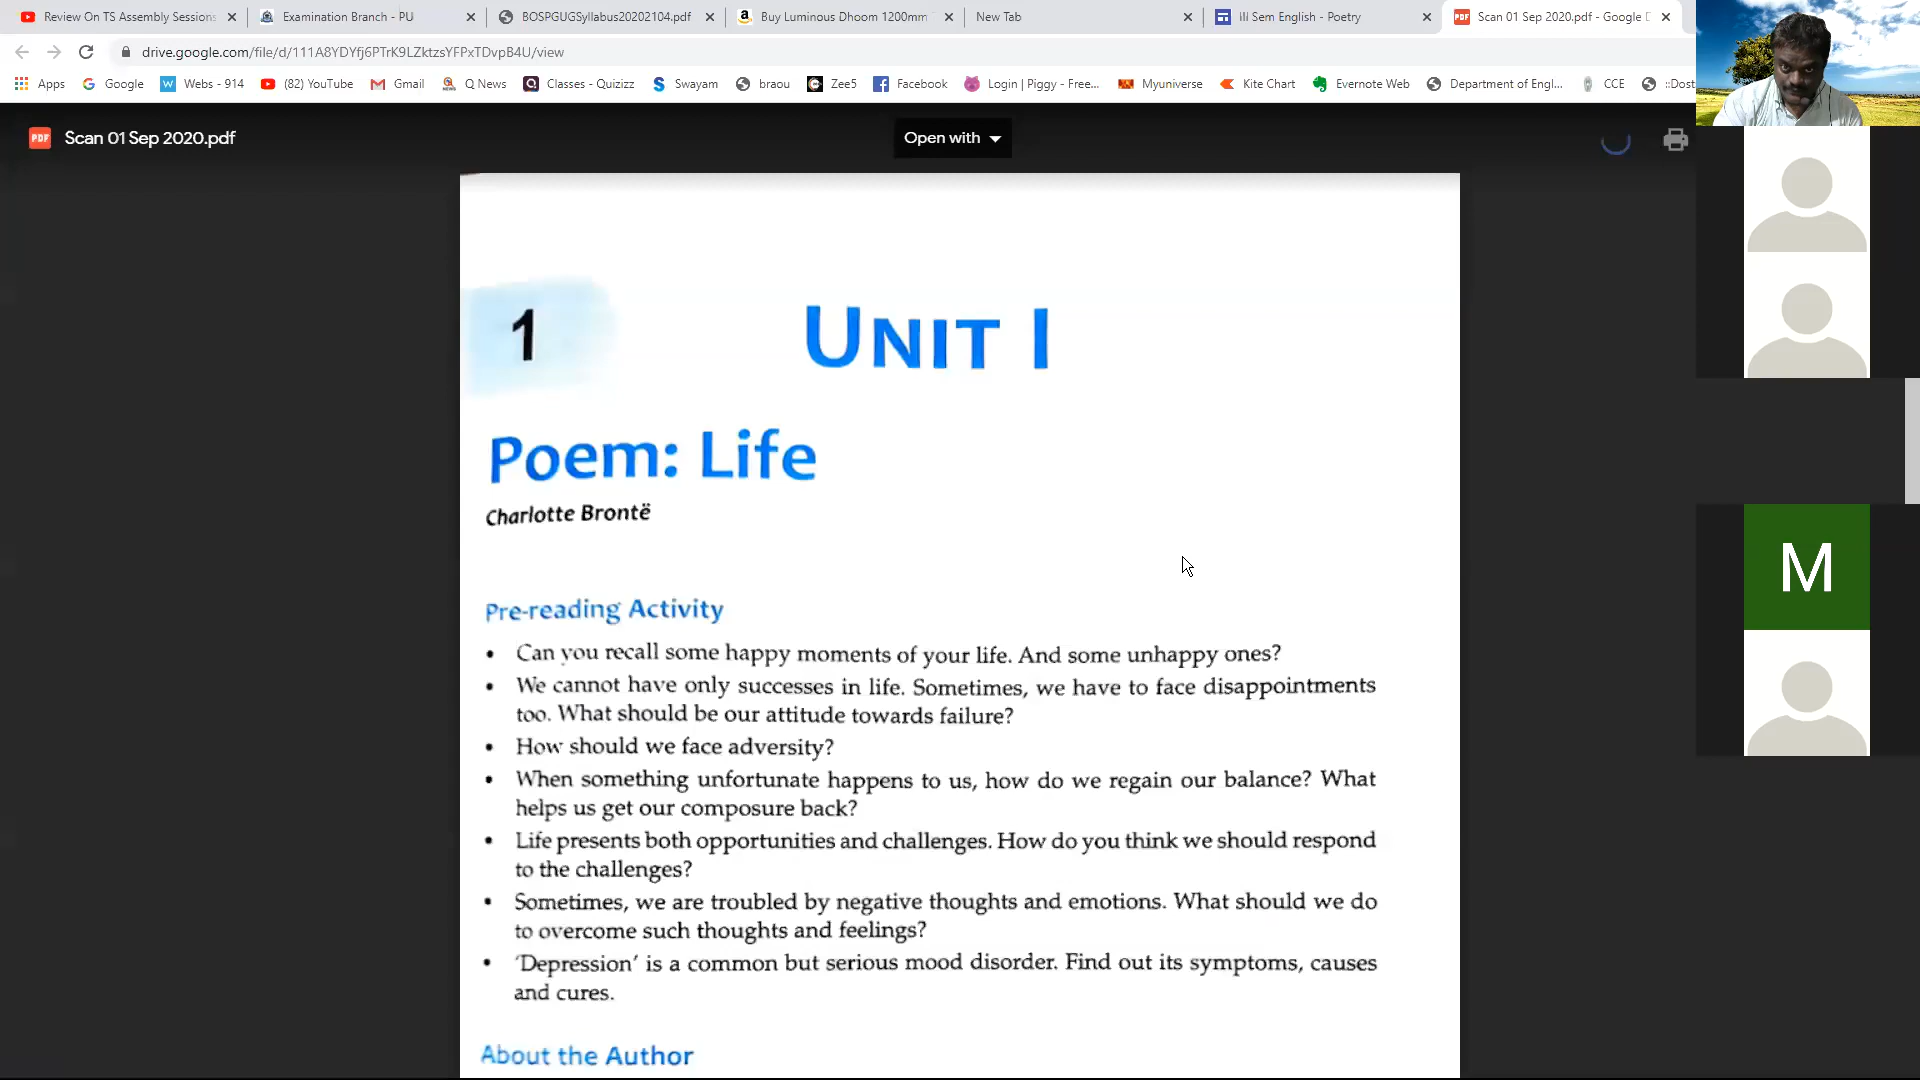 Review On TS Assembly Sessions
Examination Branch - PU
BOSPGUGSyllabus20202104.pdf
Buy Luminous Dhoom 1200mm
New Tab
iII Sem English - Poetry
Scan 01 Sep 2020.pdf - Google D
drive.google.com/file/d/111A8YDYfj6PTrK9LZktzsYFPxTDvpB4U/view
Apps
Google
Webs - 914
(82) YouTube
Gmail
Q News
Classes - Quizizz
Swayam
braou
Zee5
Facebook
Login | Piggy - Free...
Myuniverse
Kite Chart
Evernote Web
Department of Engl...
CCE
::Dost
PDF
Scan 01 Sep 2020.pdf
Open with
1
UNIT I
Poem: Life
Charlotte Brontë
Pre-reading Activity
• Can you recall some happy moments of your life. And some unhappy ones?
• We cannot have only successes in life. Sometimes, we have to face disappointments
too. What should be our attitude towards failure?
• How should we face adversity?
• When something unfortunate happens to us, how do we regain our balance? What
helps us get our composure back?
• Life presents both opportunities and challenges. How do you think we should respond
to the challenges?
• Sometimes, we are troubled by negative thoughts and emotions. What should we do
to overcome such thoughts and feelings?
• 'Depression' is a common but serious mood disorder. Find out its symptoms, causes
and cures.
About the Author
M